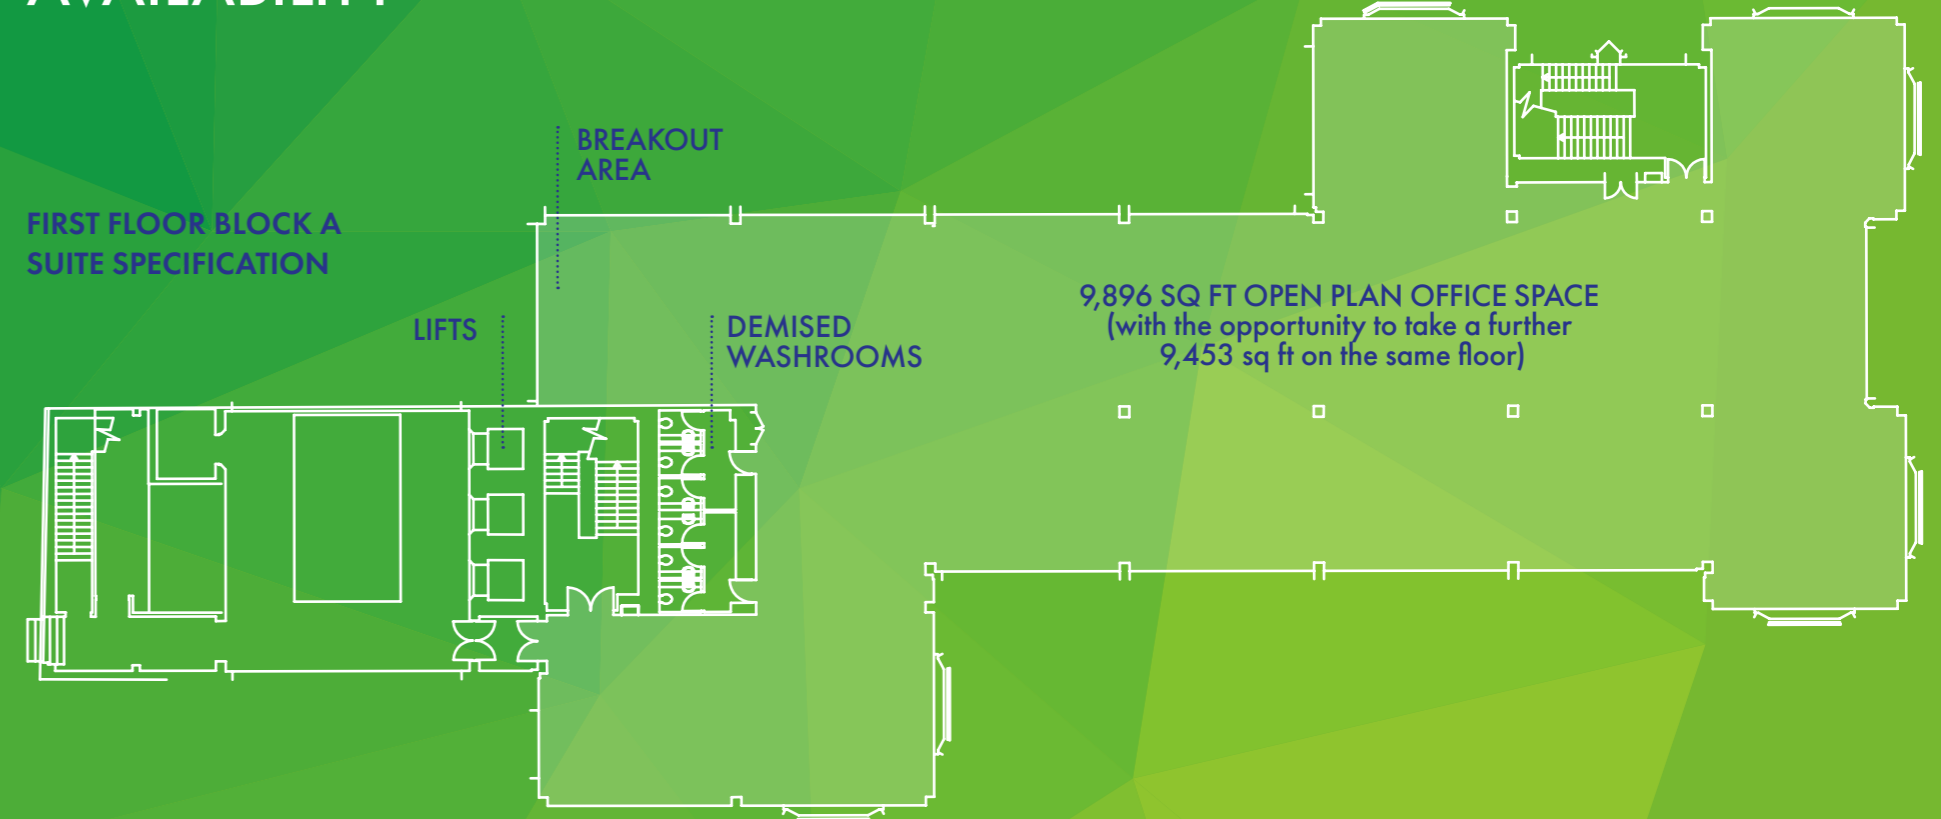 AVAILABILITY
BREAKOUT
AREA
FIRST FLOOR BLOCK A
SUITE SPECIFICATION
LIFTS
DEMISED
WASHROOMS
9,896 SQ FT OPEN PLAN OFFICE SPACE
(with the opportunity to take a further
9,453 sq ft on the same floor)